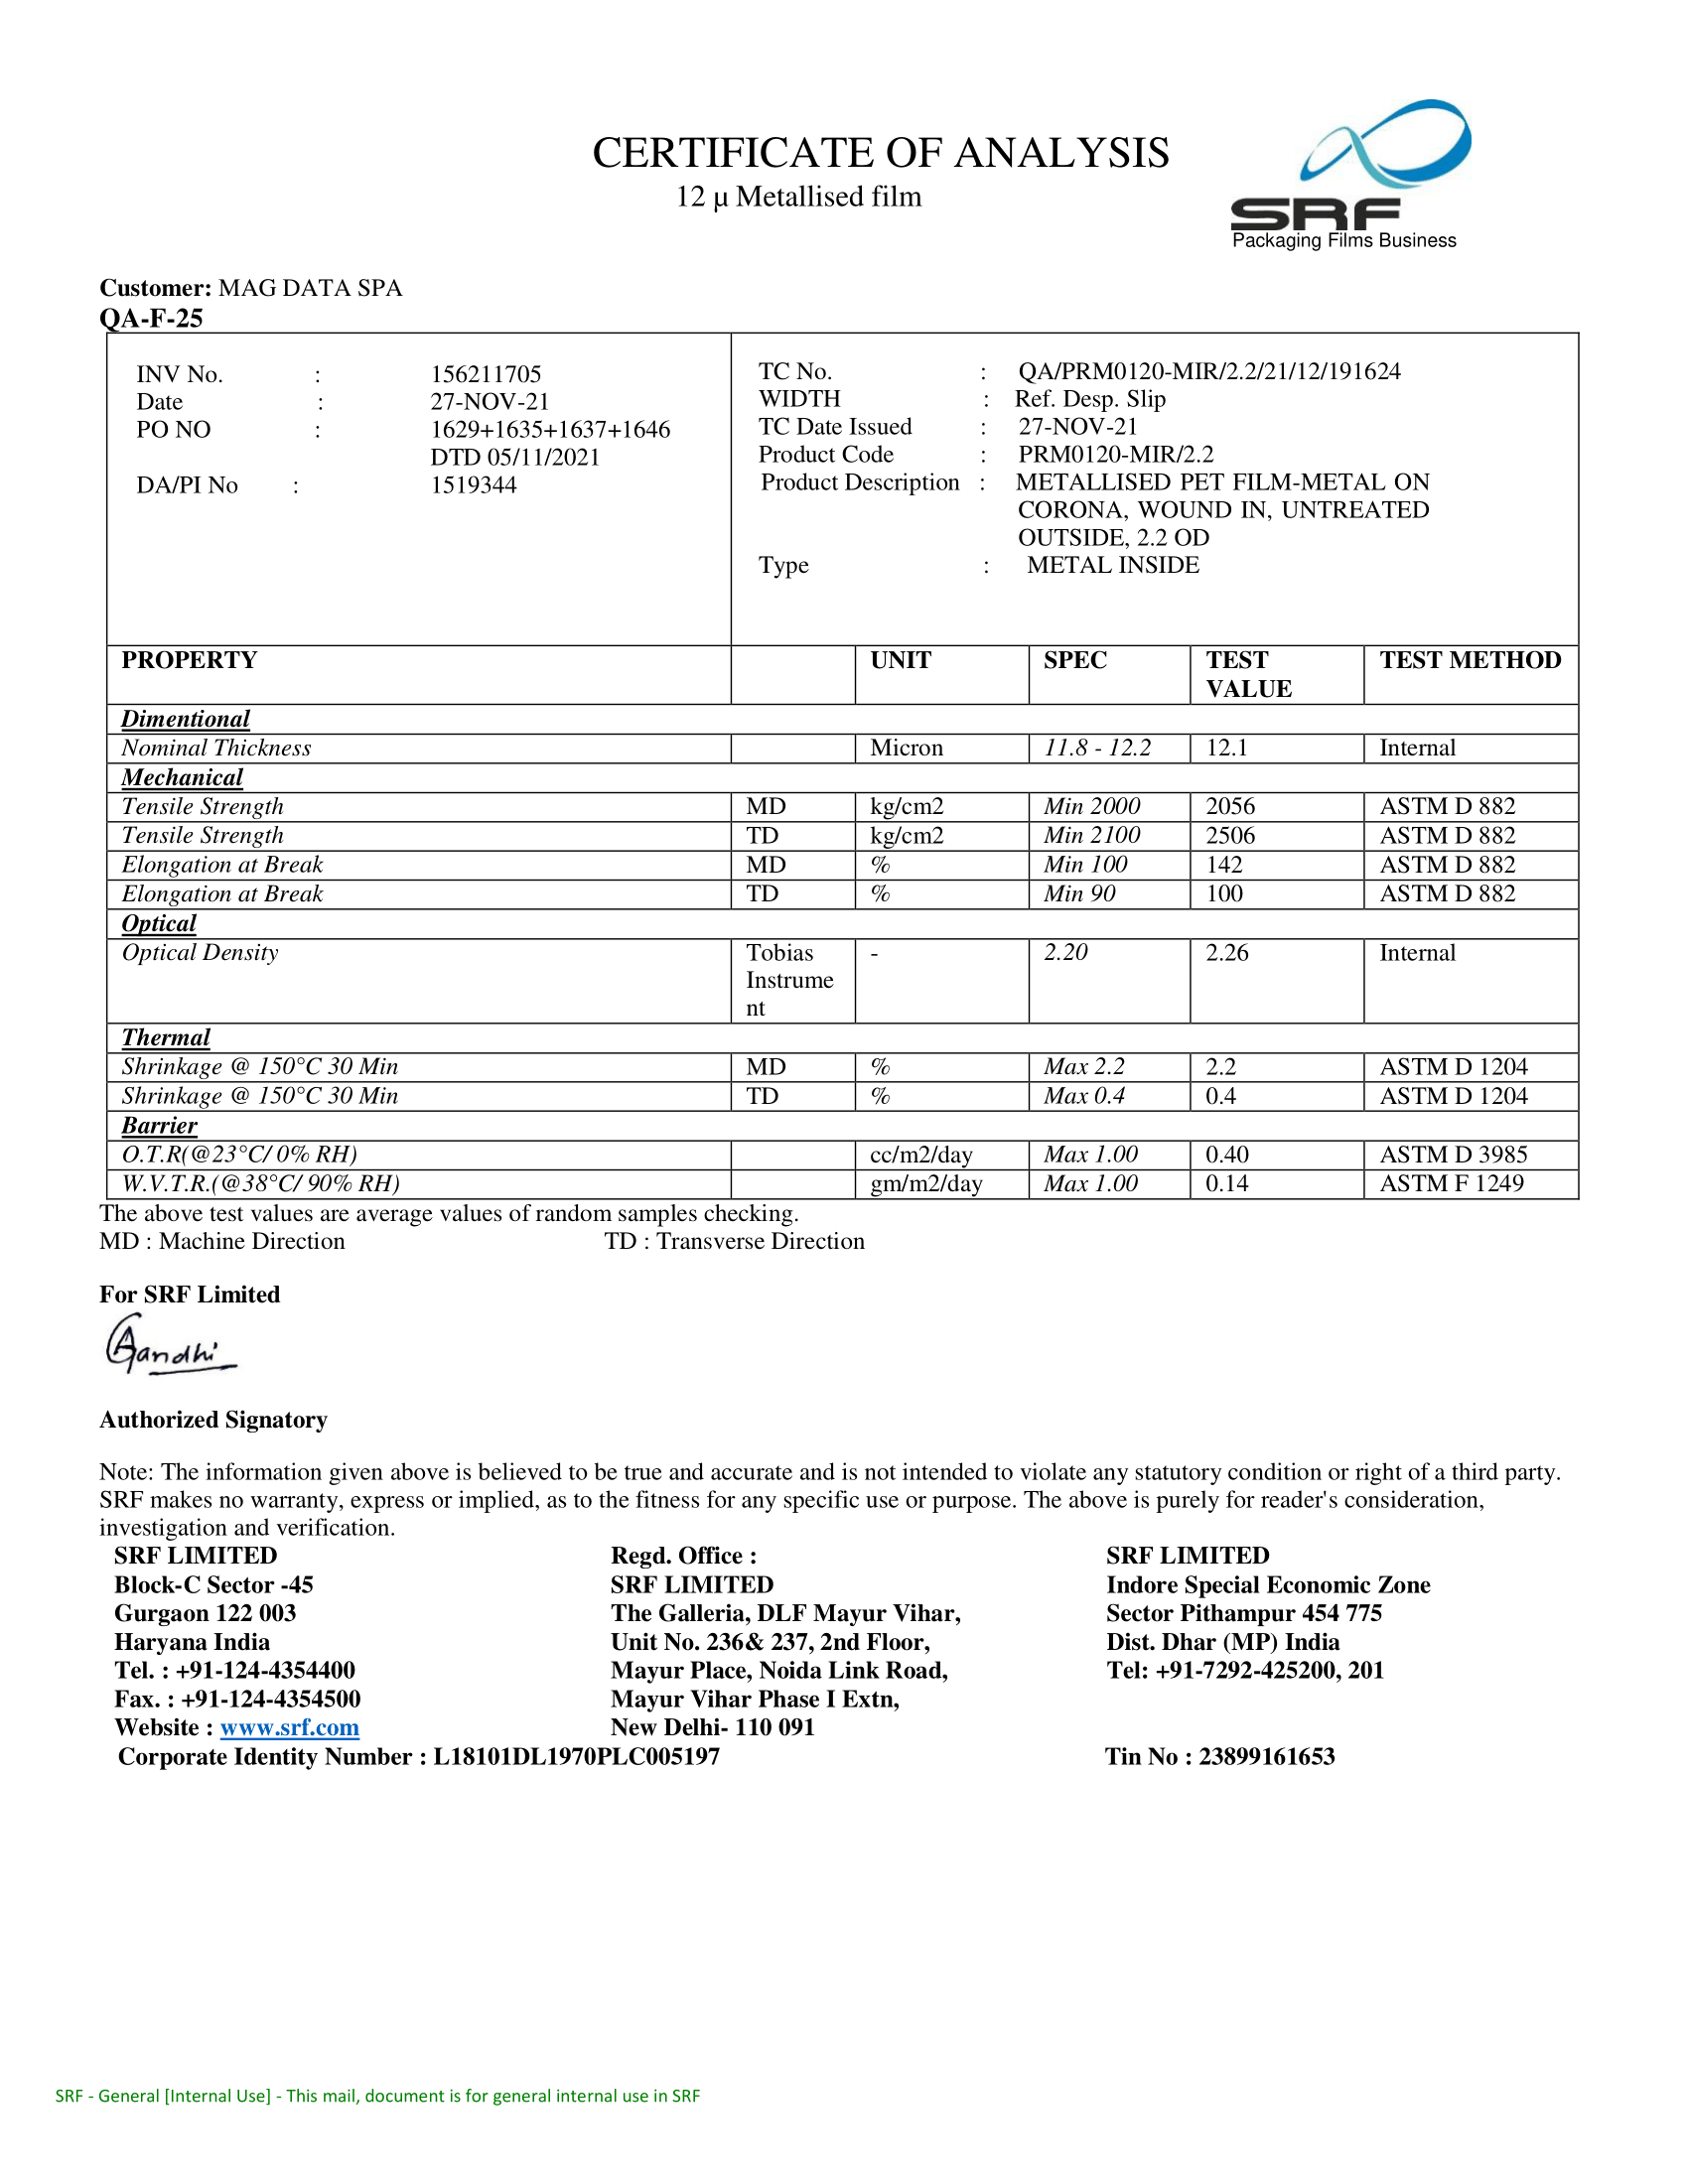 CERTIFICATE OF ANALYSIS
12 µ Metallised film
SRF
Packaging Films Business
Customer: MAG DATA SPA
QA-F-25
INV No. : 156211705
Date : 27-NOV-21
PO NO : 1629+1635+1637+1646
DTD 05/11/2021
DA/PI No : 1519344
TC No. : QA/PRM0120-MIR/2.2/21/12/191624
WIDTH : Ref. Desp. Slip
TC Date Issued : 27-NOV-21
Product Code : PRM0120-MIR/2.2
Product Description : METALLISED PET FILM-METAL ON
CORONA, WOUND IN, UNTREATED
OUTSIDE, 2.2 OD
Type : METAL INSIDE
PROPERTY UNIT SPEC TEST VALUE TEST METHOD
Dimentional
Nominal Thickness Micron 11.8 - 12.2 12.1 Internal
Mechanical
Tensile Strength MD kg/cm2 Min 2000 2056 ASTM D 882
Tensile Strength TD kg/cm2 Min 2100 2506 ASTM D 882
Elongation at Break MD % Min 100 142 ASTM D 882
Elongation at Break TD % Min 90 100 ASTM D 882
Optical
Optical Density Tobias Instrume nt - 2.20 2.26 Internal
Thermal
Shrinkage @ 150°C 30 Min MD % Max 2.2 2.2 ASTM D 1204
Shrinkage @ 150°C 30 Min TD % Max 0.4 0.4 ASTM D 1204
Barrier
O.T.R(@23°C/ 0% RH) cc/m2/day Max 1.00 0.40 ASTM D 3985
W.V.T.R.(@38°C/ 90% RH) gm/m2/day Max 1.00 0.14 ASTM F 1249
The above test values are average values of random samples checking.
MD : Machine Direction TD : Transverse Direction
For SRF Limited
Gandhi
Authorized Signatory
Note: The information given above is believed to be true and accurate and is not intended to violate any statutory condition or right of a third party.
SRF makes no warranty, express or implied, as to the fitness for any specific use or purpose. The above is purely for reader's consideration,
investigation and verification.
SRF LIMITED
Block-C Sector -45
Gurgaon 122 003
Haryana India
Tel. : +91-124-4354400
Fax. : +91-124-4354500
Website : www.srf.com
Regd. Office :
SRF LIMITED
The Galleria, DLF Mayur Vihar,
Unit No. 236& 237, 2nd Floor,
Mayur Place, Noida Link Road,
Mayur Vihar Phase I Extn,
New Delhi- 110 091
SRF LIMITED
Indore Special Economic Zone
Sector Pithampur 454 775
Dist. Dhar (MP) India
Tel: +91-7292-425200, 201
Corporate Identity Number : L18101DL1970PLC005197
Tin No : 23899161653
SRF - General [Internal Use] - This mail, document is for general internal use in SRF